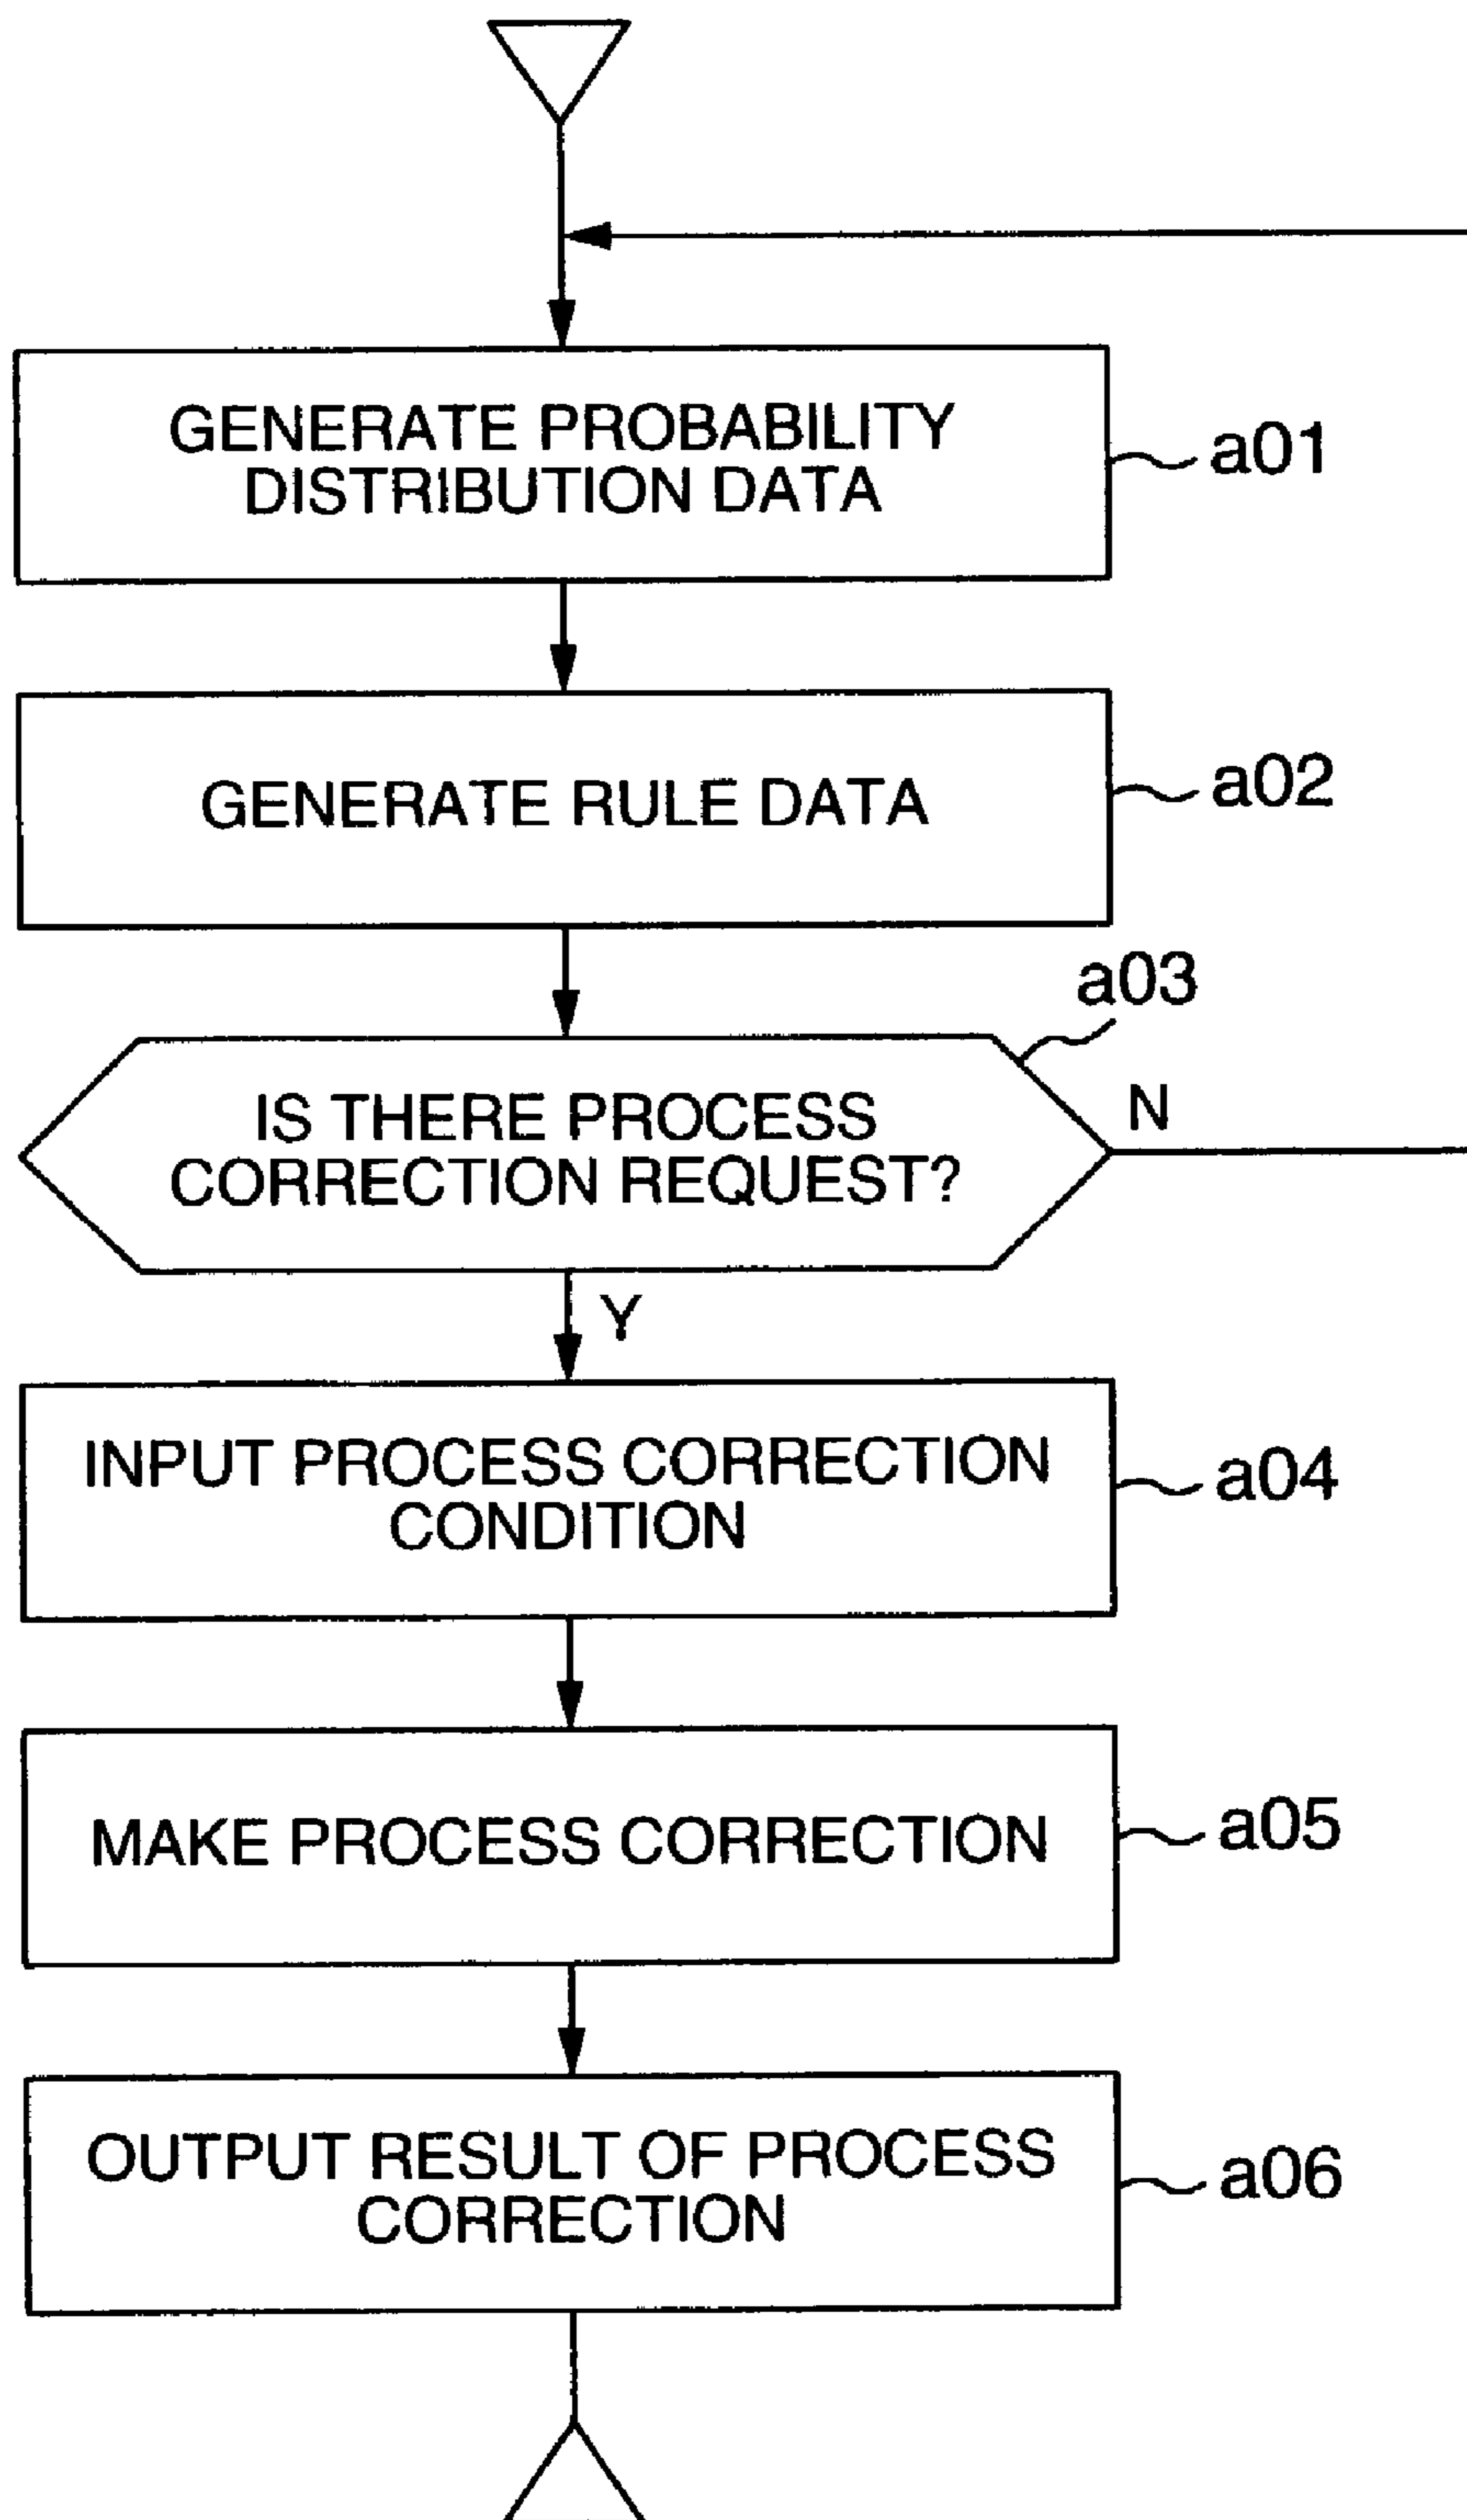 GENERATE PROBABILITY
DISTRIBUTION DATA
a01
GENERATE RULE DATA
a02
a03
IS THERE PROCESS
CORRECTION REQUEST?
N
Y
INPUT PROCESS CORRECTION
CONDITION
a04
MAKE PROCESS CORRECTION
a05
OUTPUT RESULT OF PROCESS
CORRECTION
a06